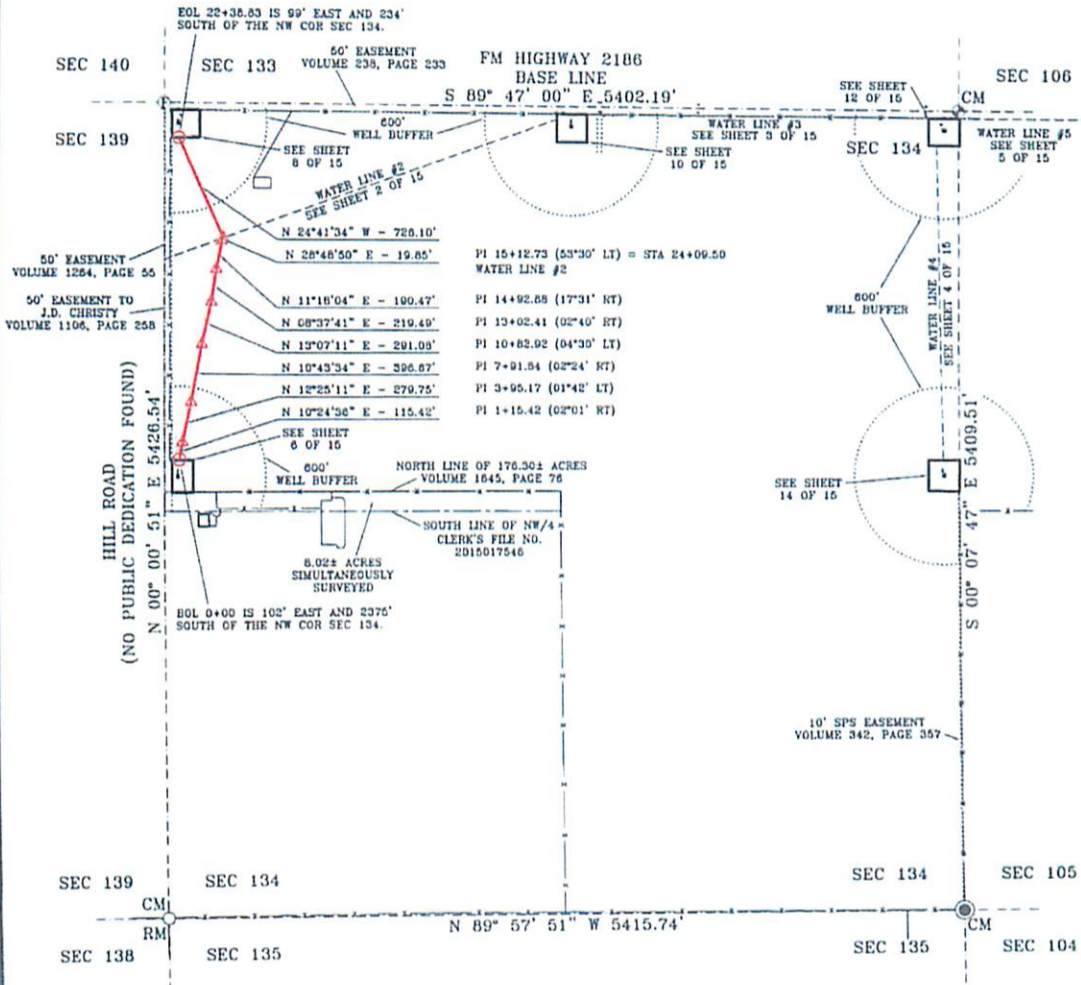 EOL 22+38.83 IS 99' EAST AND 234'
SOUTH OF THE NW COR SEC 134.
SEC 140
SEC 133
60' EASEMENT
VOLUME 238, PAGE 233
FM HIGHWAY 2186
BASE LINE
S 89° 47' 00" E 5402.19'
SEE SHEET
12 OF 15
CM
SEC 106
SEC 139
600'
WELL BUFFER
SEE SHEET
8 OF 15
WATER LINE #2
SEE SHEET 2 OF 15
WATER LINE #3
SEE SHEET 3 OF 15
SEE SHEET
10 OF 15
SEC 134
WATER LINE #5
SEE SHEET
5 OF 15
50' EASEMENT
VOLUME 1264, PAGE 55
50' EASEMENT TO
J.D. CHRISTY
VOLUME 1106, PAGE 258
N 24°41'34" W - 726.10'
N 28°48'50" E - 19.85'
N 11°18'04" E - 190.47'
N 08°37'41" E - 219.49'
N 13°07'11" E - 291.08'
N 10°43'34" E - 396.67'
N 12°25'11" E - 279.75'
N 10°24'36" E - 115.42'
PI 15+12.73 (53°30' LT) = STA 24+09.50
WATER LINE #2
PI 14+92.88 (17°31' RT)
PI 13+02.41 (02°40' RT)
PI 10+82.92 (04°30' LT)
PI 7+91.84 (02°24' RT)
PI 3+95.17 (01°42' LT)
PI 1+15.42 (02°01' RT)
600'
WELL BUFFER
WATER LINE #4
SEE SHEET 4 OF 15
SEE SHEET
6 OF 15
600'
WELL BUFFER
HILL ROAD
(NO PUBLIC DEDICATION FOUND)
N 00° 00' 51" E 5426.54'
NORTH LINE OF 176.30± ACRES
VOLUME 1645, PAGE 76
SOUTH LINE OF NW/4
CLERK'S FILE NO.
2015017546
8.02± ACRES
SIMULTANEOUSLY
SURVEYED
SEE SHEET
14 OF 15
S 00° 07' 47" E 5409.51'
BOL 0+00 IS 102' EAST AND 2375'
SOUTH OF THE NW COR SEC 134.
10' SPS EASEMENT
VOLUME 342, PAGE 357
SEC 139
SEC 134
SEC 134
SEC 105
CM
RM
N 89° 57' 51" W 5415.74'
CM
SEC 138
SEC 135
SEC 135
SEC 104